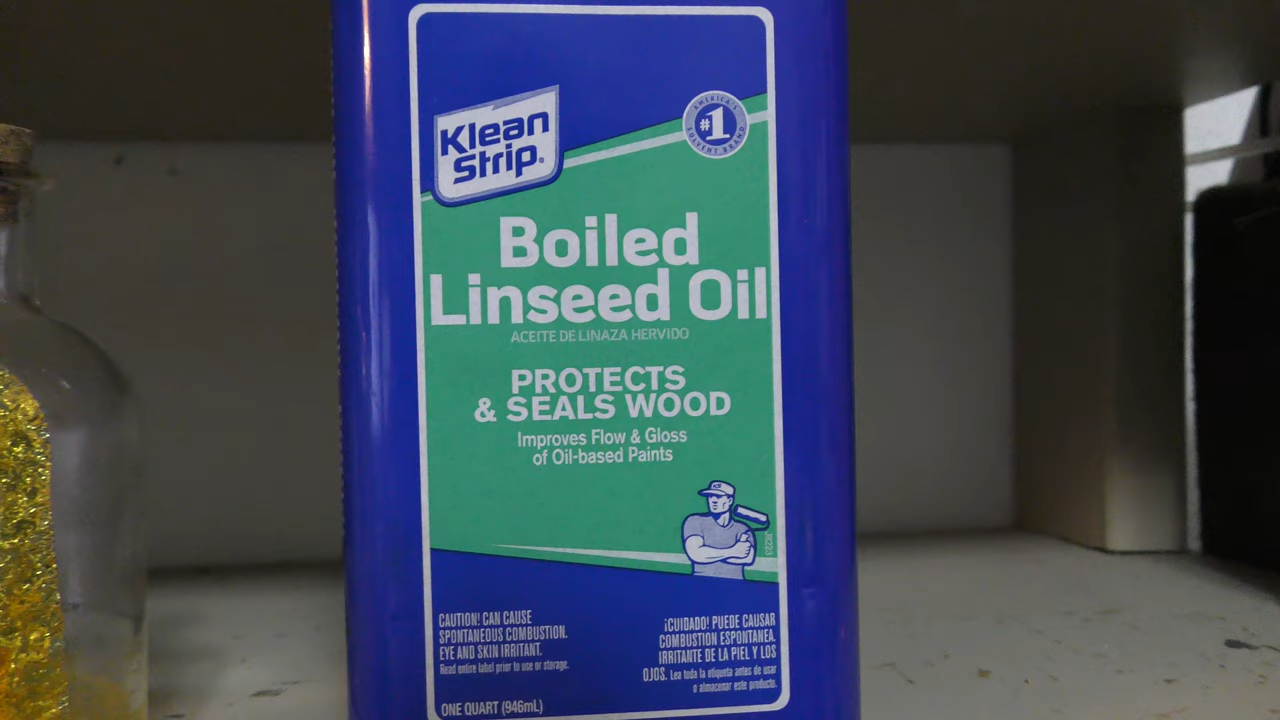 Klean
Strip®
AMERICA'S
#1
SOLVENT BRAND
Boiled
Linseed Oil
ACEITE DE LINAZA HERVIDO
PROTECTS
& SEALS WOOD
Improves Flow & Gloss
of Oil-based Paints
CAUTION! CAN CAUSE
SPONTANEOUS COMBUSTION.
EYE AND SKIN IRRITANT.
Read entire label prior to use or storage.
¡CUIDADO! PUEDE CAUSAR
COMBUSTION ESPONTANEA.
IRRITANTE DE LA PIEL Y LOS
OJOS. Lea toda la etiqueta antes de usar
o almacenar este producto.
ONE QUART (946mL)